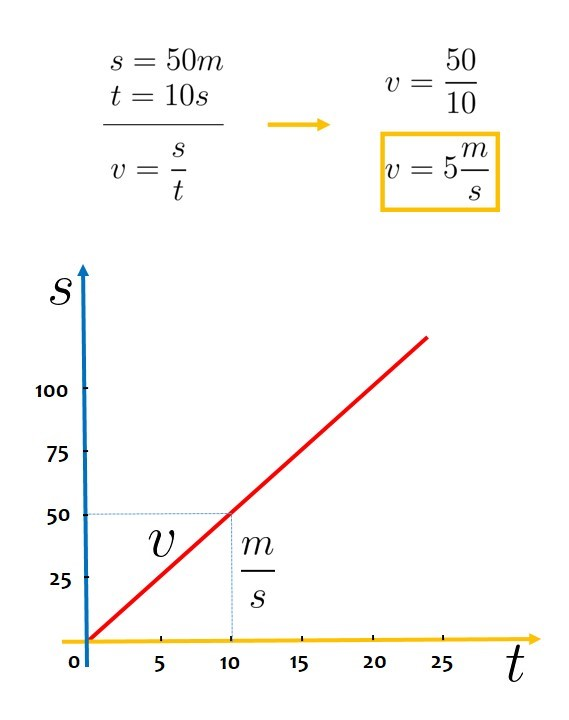 s = 50m
t = 10s
v = s/t
v = 50/10
v = 5 m/s
s
100
75
50
25
v
m/s
0 5 10 15 20 25
t